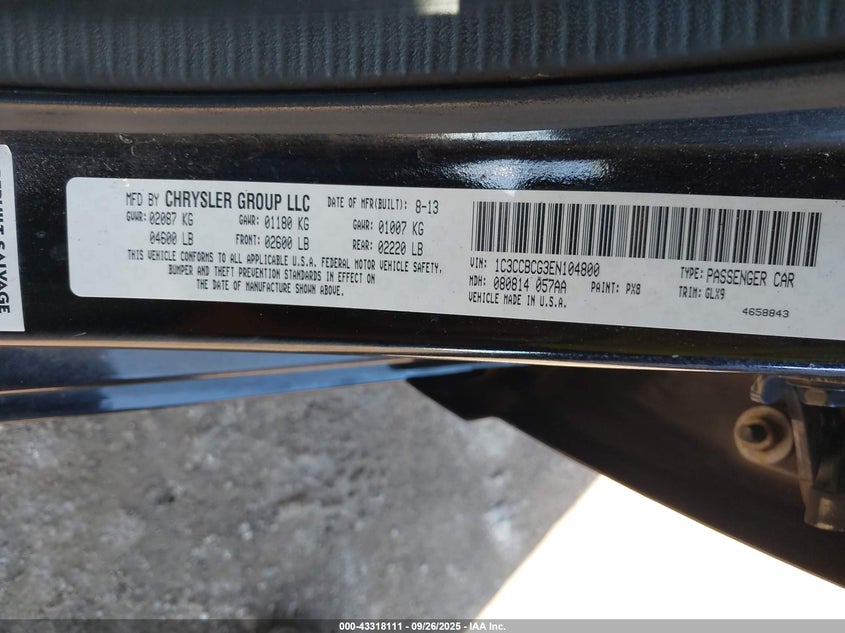 MFD BY CHRYSLER GROUP LLC DATE OF MFR(BUILT): 8-13
GVWR: 02087 KG GAWR: 01180 KG GAWR: 01007 KG
04600 LB FRONT: 02600 LB REAR: 02220 LB
THIS VEHICLE CONFORMS TO ALL APPLICABLE U.S.A. FEDERAL MOTOR VEHICLE SAFETY,
BUMPER AND THEFT PREVENTION STANDARDS IN EFFECT ON
THE DATE OF MANUFACTURE SHOWN ABOVE.
VIN: 1C3CCBCG3EN104800 TYPE: PASSENGER CAR
MDH: 080814 057AA PAINT: PX8 TRIM: GLX9
VEHICLE MADE IN U.S.A. 4658843
SALVAGE
000-43318111 - 09/26/2025 - IAA Inc.